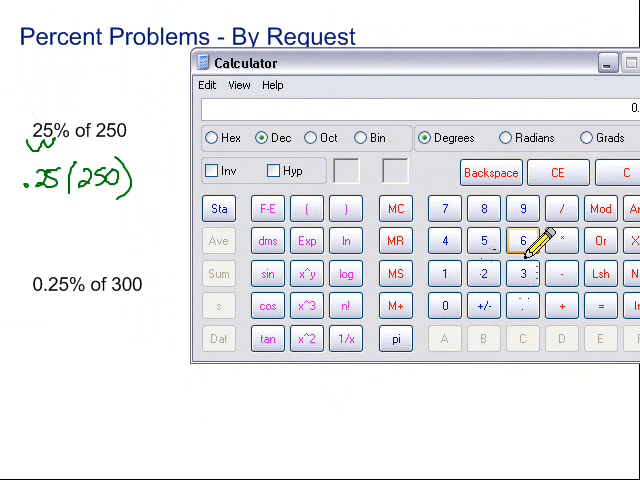 Percent Problems - By Request
Calculator
Edit View Help
0.
25% of 250
.25(250)
0.25% of 300
Hex Dec Oct Bin Degrees Radians Grads
Inv Hyp Backspace CE C
Sta F-E ( ) MC 7 8 9 / Mod
Ave dms Exp ln MR 4 5 6 * Or
Sum sin x^y log MS 1 2 3 - Lsh
s cos x^3 n! M+ 0 +/- . + =
Dat tan x^2 1/x pi A B C D E